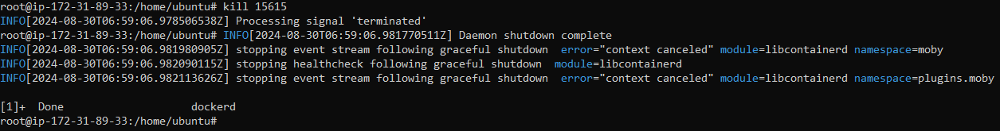 root@ip-172-31-89-33:/home/ubuntu# kill 15615
INFO[2024-08-30T06:59:06.978506538Z] Processing signal 'terminated'
root@ip-172-31-89-33:/home/ubuntu# INFO[2024-08-30T06:59:06.981770511Z] Daemon shutdown complete
INFO[2024-08-30T06:59:06.981980905Z] stopping event stream following graceful shutdown  error="context canceled" module=libcontainerd namespace=moby
INFO[2024-08-30T06:59:06.982090115Z] stopping healthcheck following graceful shutdown  module=libcontainerd
INFO[2024-08-30T06:59:06.982113626Z] stopping event stream following graceful shutdown  error="context canceled" module=libcontainerd namespace=plugins.moby
[1]+  Done                    dockerd
root@ip-172-31-89-33:/home/ubuntu#